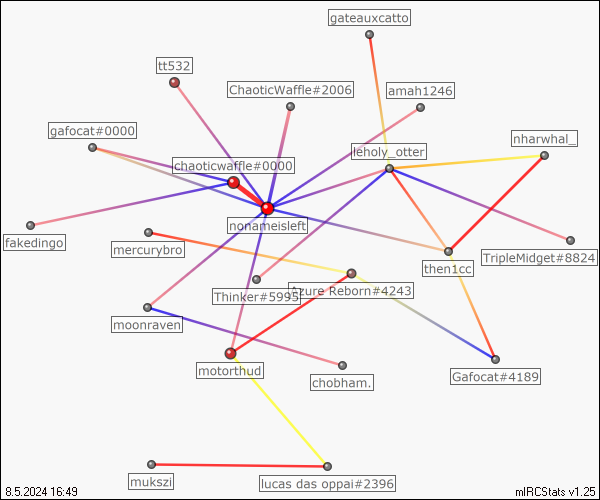 gateauxcatto
tt532
ChaoticWaffle#2006
amah1246
gafocat#0000
nharwhal_
leholy_otter
chaoticwaffle#0000
nonameisleft
fakedingo
mercurybro
TripleMidget#8824
then1cc
Thinker#5995
Azure Reborn#4243
moonraven
motorthud
chobham.
Gafocat#4189
mukszi
lucas das oppai#2396
8.5.2024 16:49
mIRCStats v1.25